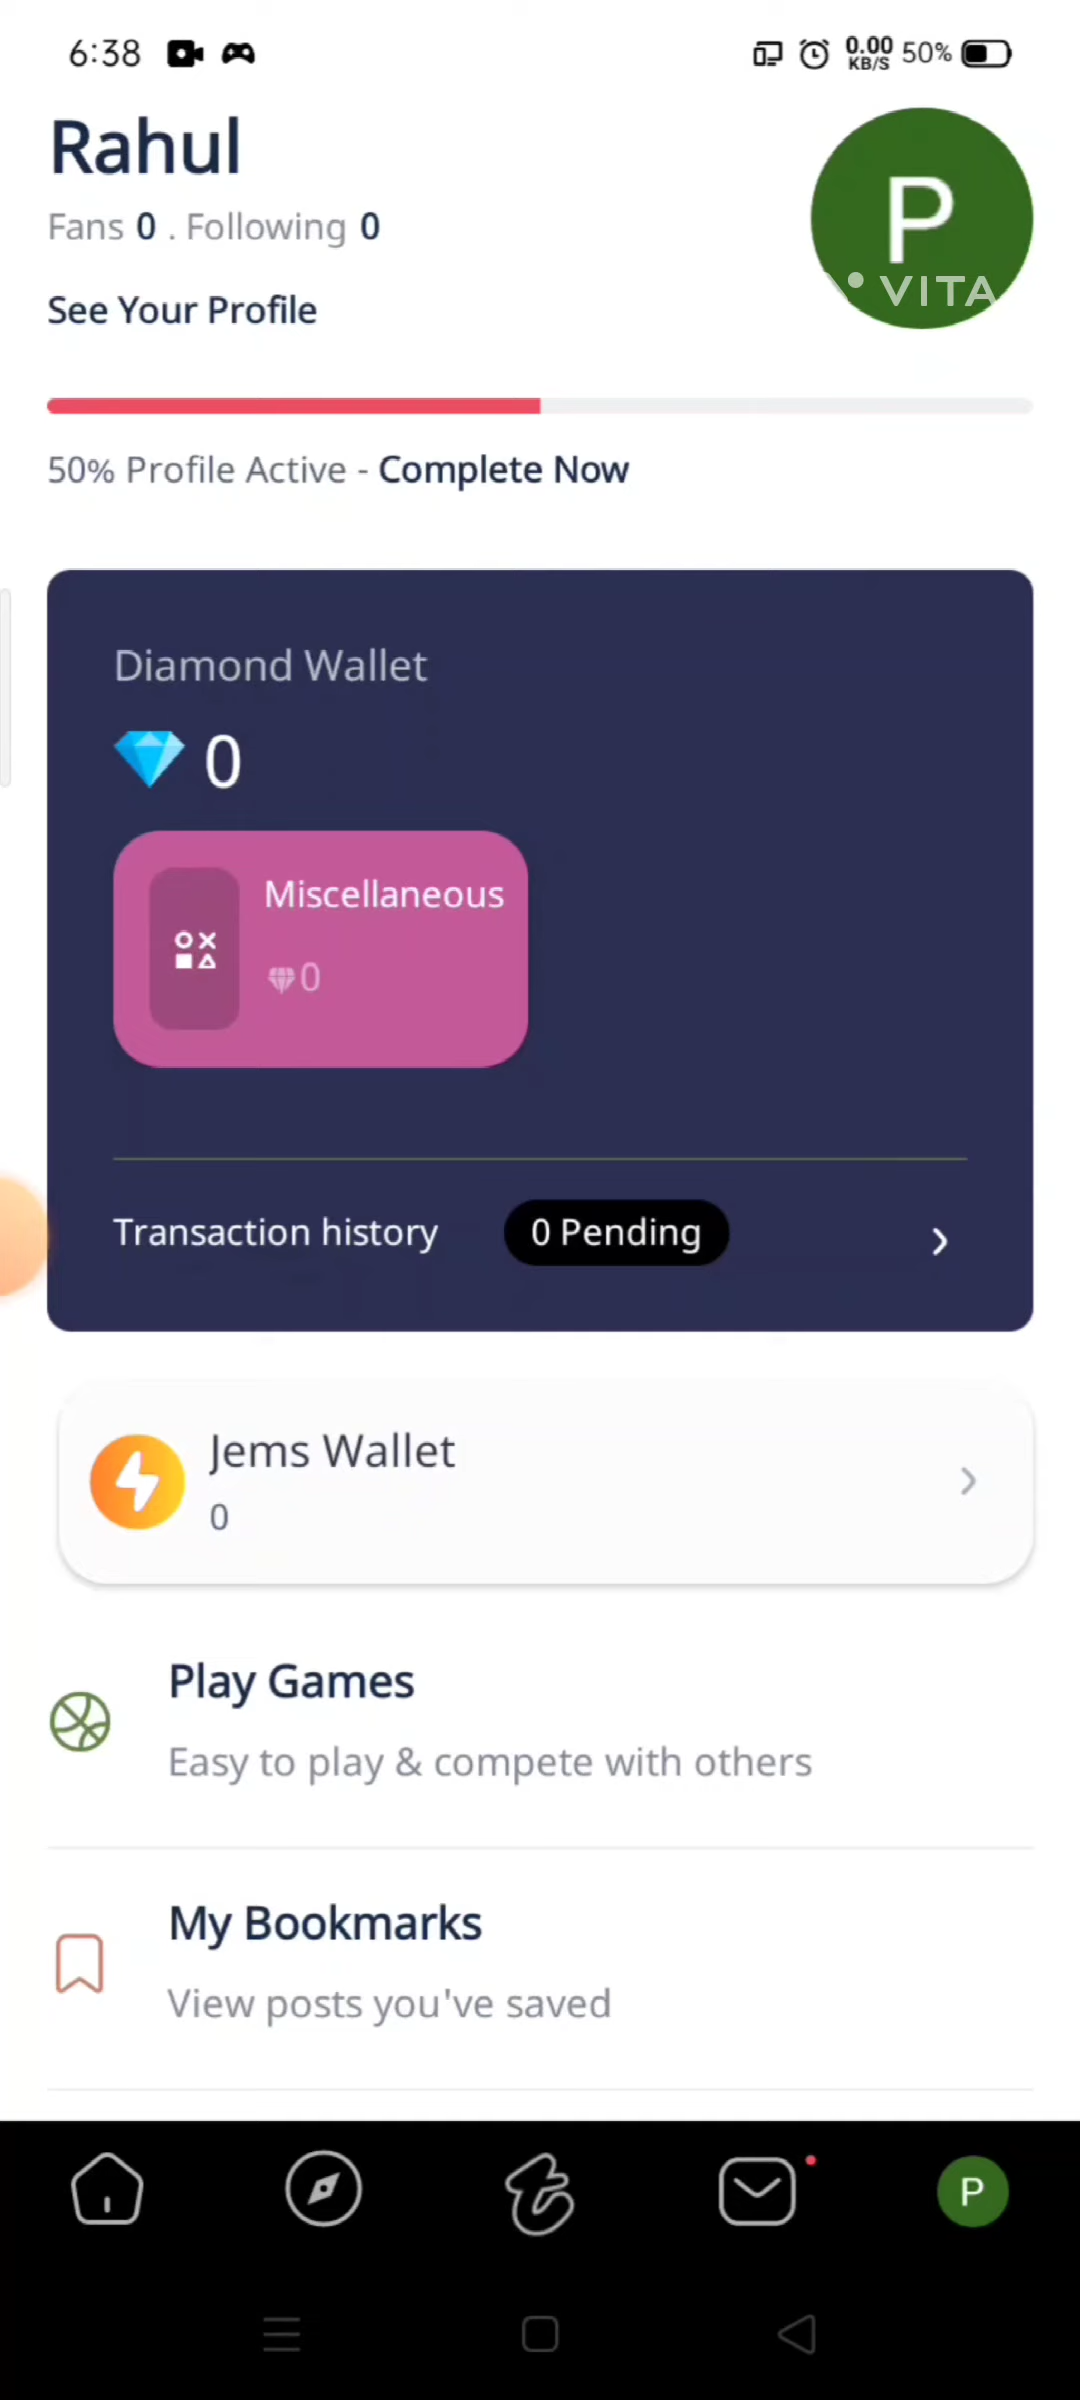 6:38
0.00
KB/S
50%
Rahul
P
Fans 0 . Following 0
VITA
See Your Profile
50% Profile Active - Complete Now
Diamond Wallet
0
Miscellaneous
0
Transaction history
0 Pending
Jems Wallet
0
Play Games
Easy to play & compete with others
My Bookmarks
View posts you've saved
P